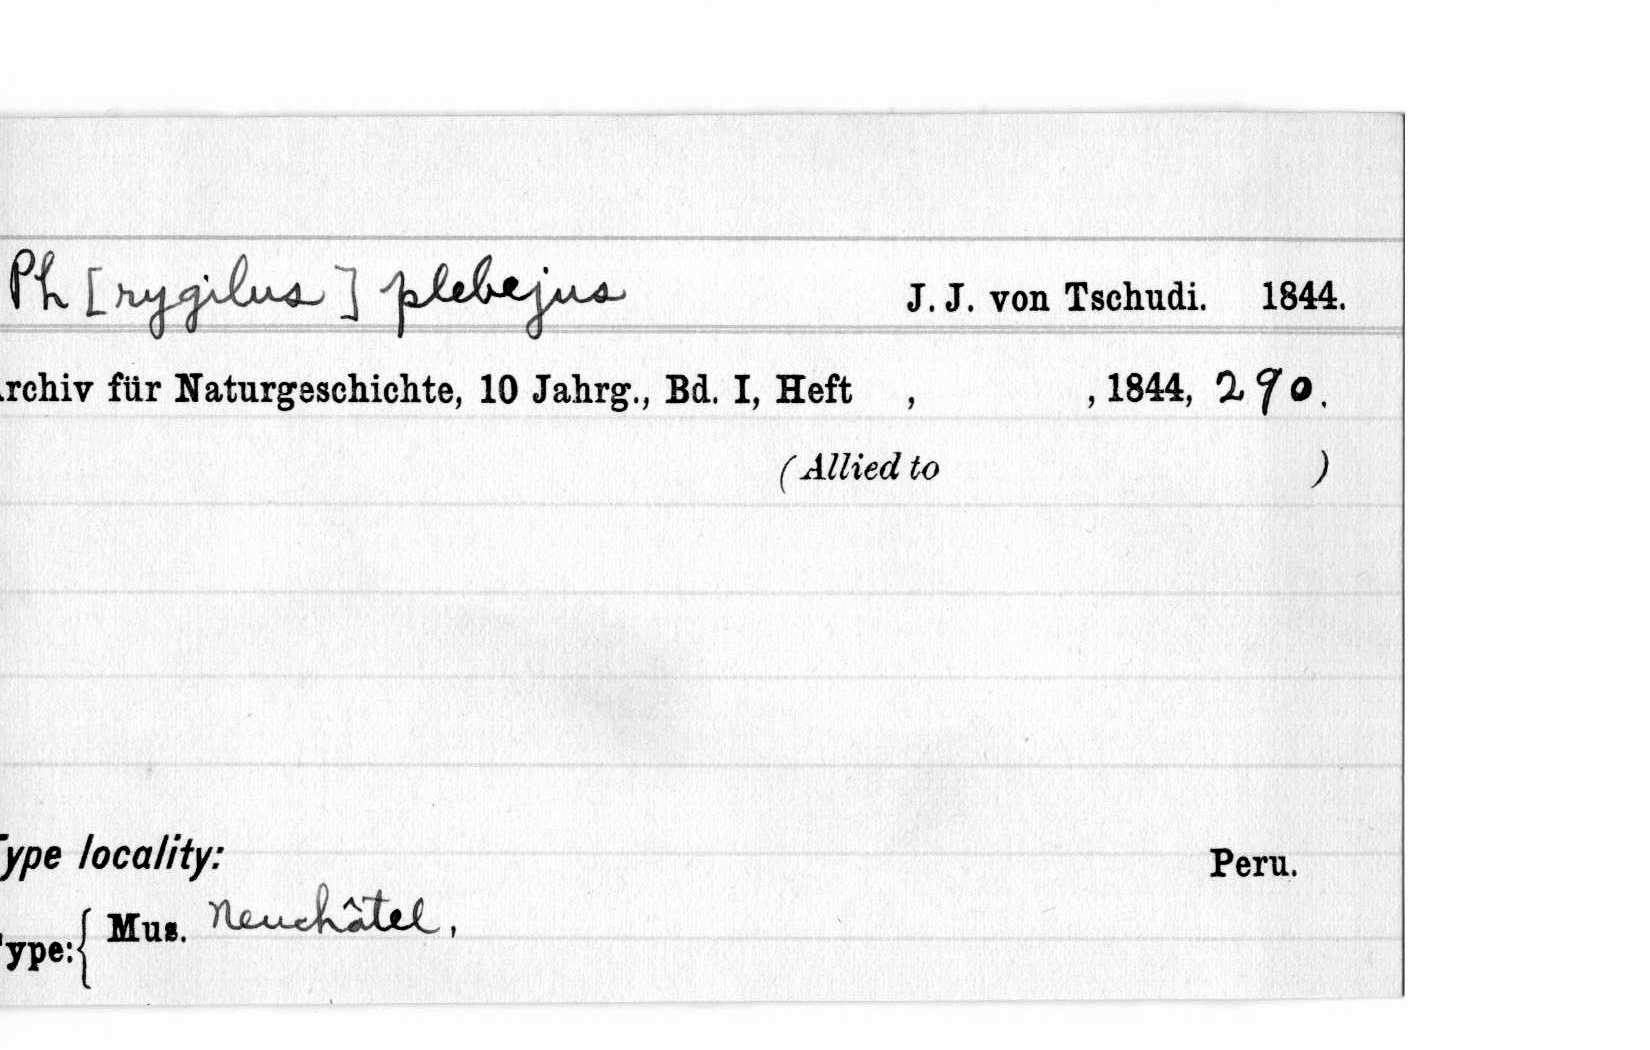 Ph [rygilus] plebejus J. J. von Tschudi. 1844.
rchiv für Naturgeschichte, 10 Jahrg., Bd. I, Heft , , 1844, 290.
(Allied to )
Type locality: Peru.
ype: { Mus. Neuchâtel.